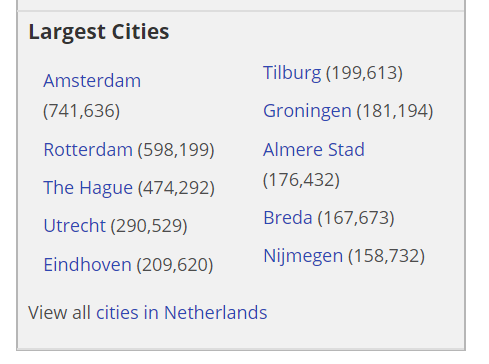 Largest Cities
Amsterdam
(741,636)
Rotterdam (598,199)
The Hague (474,292)
Utrecht (290,529)
Eindhoven (209,620)
Tilburg (199,613)
Groningen (181,194)
Almere Stad
(176,432)
Breda (167,673)
Nijmegen (158,732)
View all cities in Netherlands